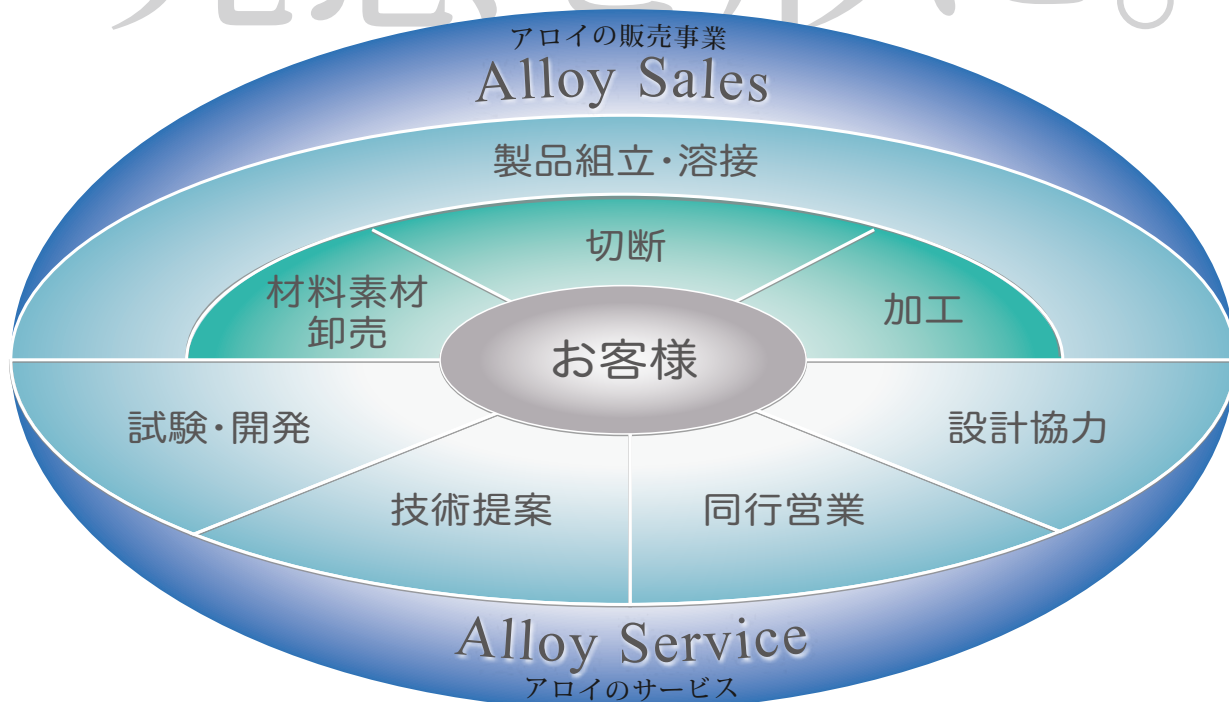 アロイの販売事業
Alloy Sales
製品組立・溶接
切断
材料素材
卸売
加工
お客様
試験・開発
設計協力
技術提案
同行営業
Alloy Service
アロイのサービス